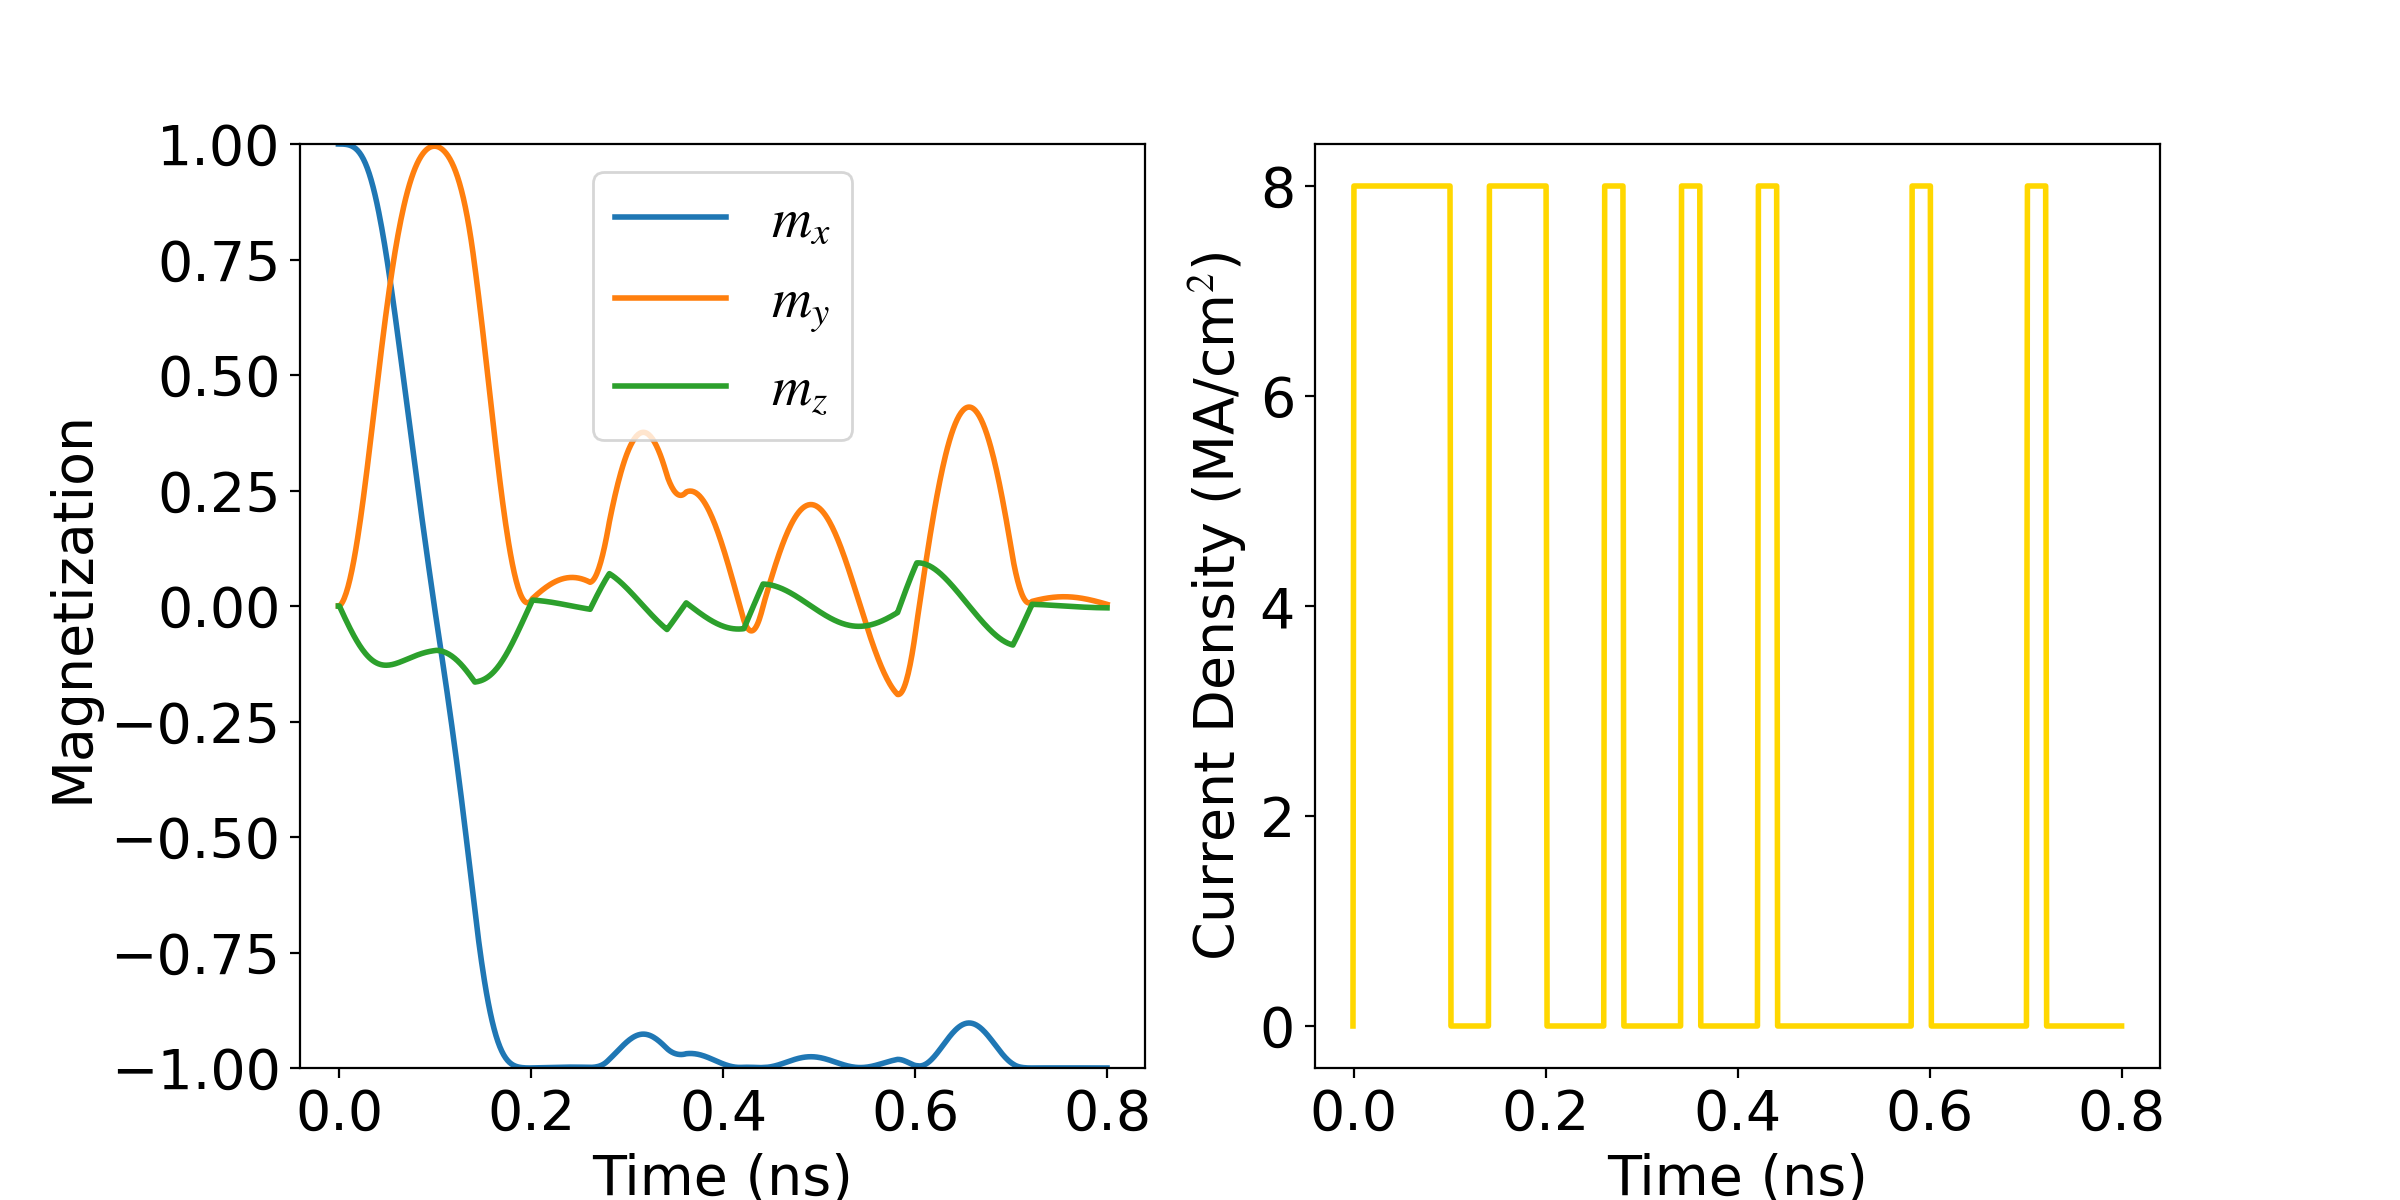 1.00
0.75
0.50
0.25
0.00
−0.25
−0.50
−0.75
−1.00
Magnetization
0.0 0.2 0.4 0.6 0.8
Time (ns)
m_x
m_y
m_z
8
6
4
2
0
Current Density (MA/cm²)
0.0 0.2 0.4 0.6 0.8
Time (ns)